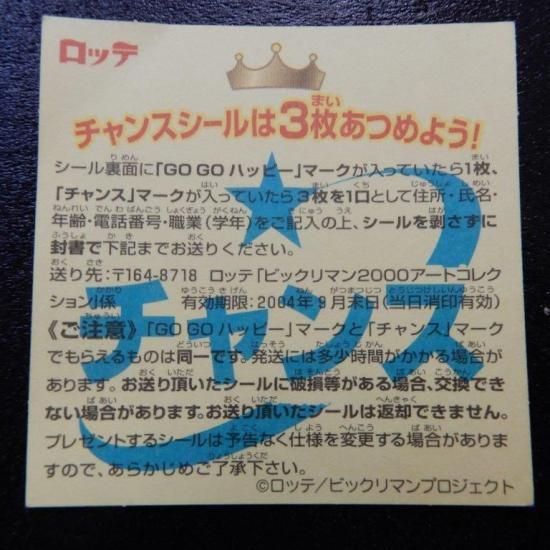 ロッテ
チャンスシールは3枚あつめよう!
シール裏面に「GO GO ハッピー」マークが入っていたら1枚、
「チャンス」マークが入っていたら3枚を1口として住所・氏名・
年齢・電話番号・職業(学年)をご記入の上、シールを剥さずに
封書で下記までお送りください。
送り先:〒164-8718 ロッテ「ビックリマン2000アートコレク
ション」係 有効期限:2004年9月末日(当日消印有効)
《ご注意》「GO GO ハッピー」マークと「チャンス」マーク
でもらえるものは同一です。発送には多少時間がかかる場合が
あります。お送り頂いたシールに破損等がある場合、交換でき
ない場合があります。お送り頂いたシールは返却できません。
プレゼントするシールは予告なく仕様を変更する場合がありま
すので、あらかじめご了承下さい。
©ロッテ/ビックリマンプロジェクト
チャンス